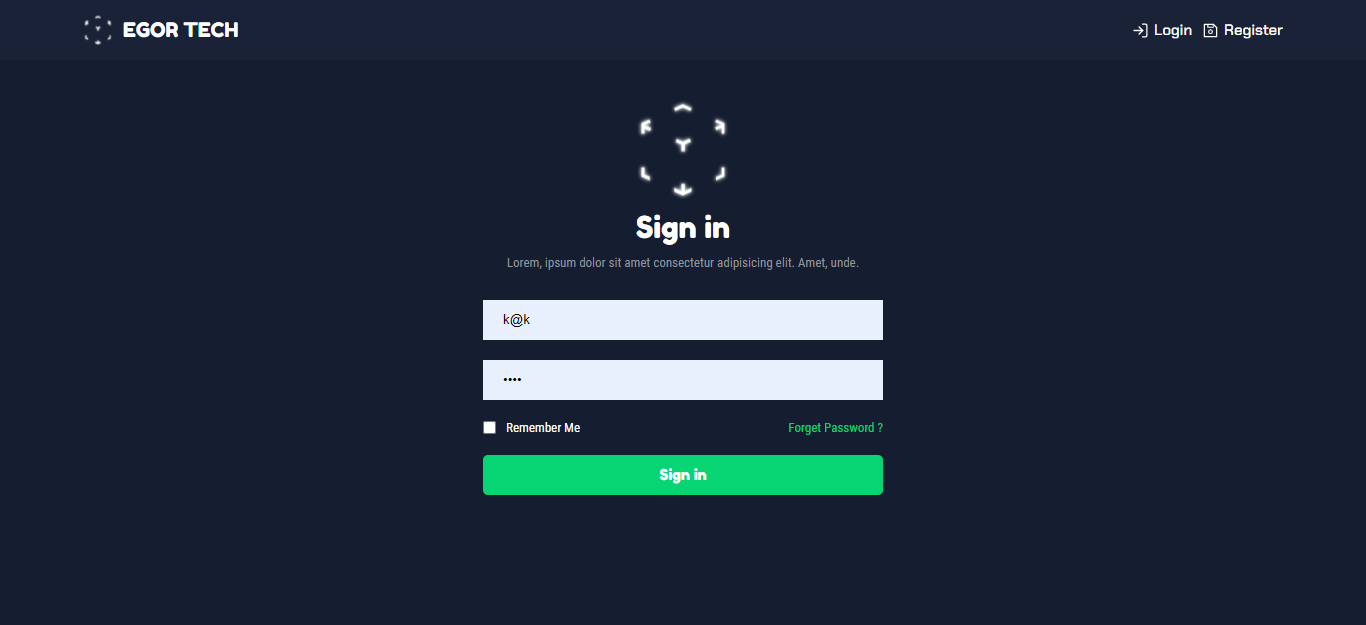 EGOR TECH
Login Register
Sign in
Lorem, ipsum dolor sit amet consectetur adipisicing elit. Amet, unde.
k@k
••••
Remember Me Forget Password ?
Sign in